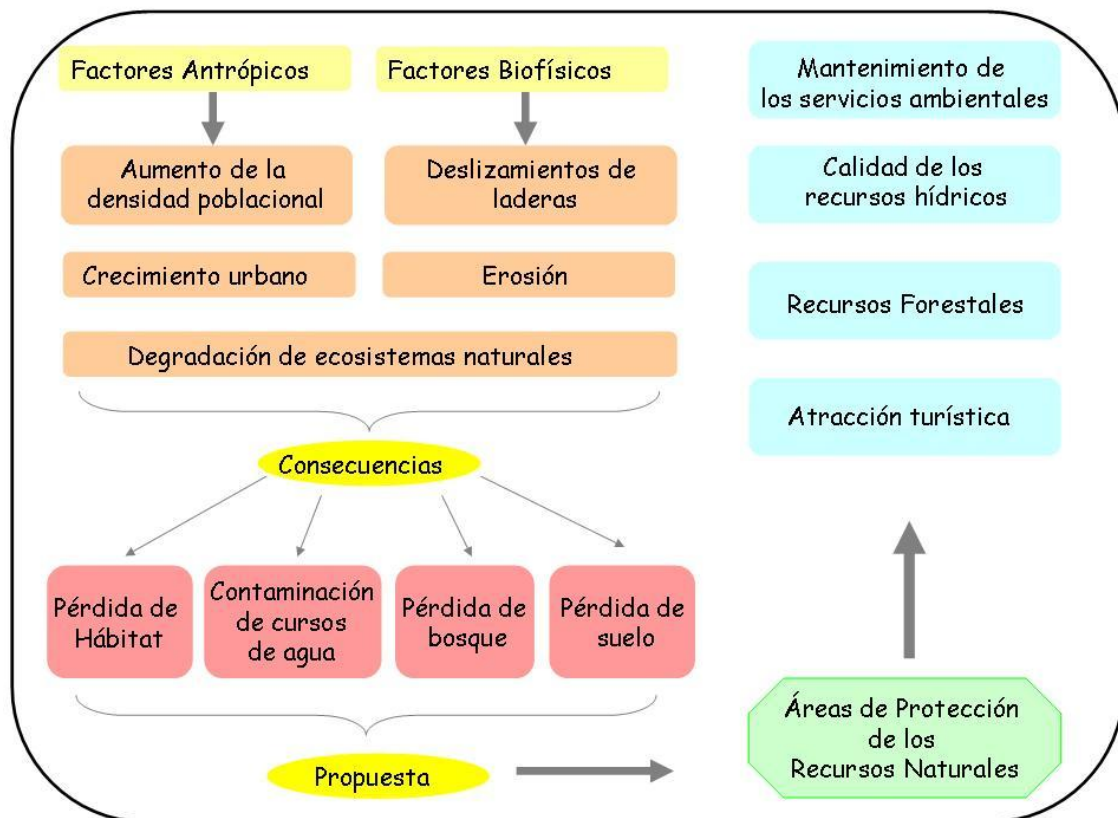 Factores Antrópicos
Factores Biofísicos
Aumento de la
densidad poblacional
Deslizamientos de
laderas
Crecimiento urbano
Erosión
Degradación de ecosistemas naturales
Consecuencias
Pérdida de
Hábitat
Contaminación
de cursos
de agua
Pérdida de
bosque
Pérdida de
suelo
Propuesta
Áreas de Protección
de los
Recursos Naturales
Mantenimiento de
los servicios ambientales
Calidad de los
recursos hídricos
Recursos Forestales
Atracción turística